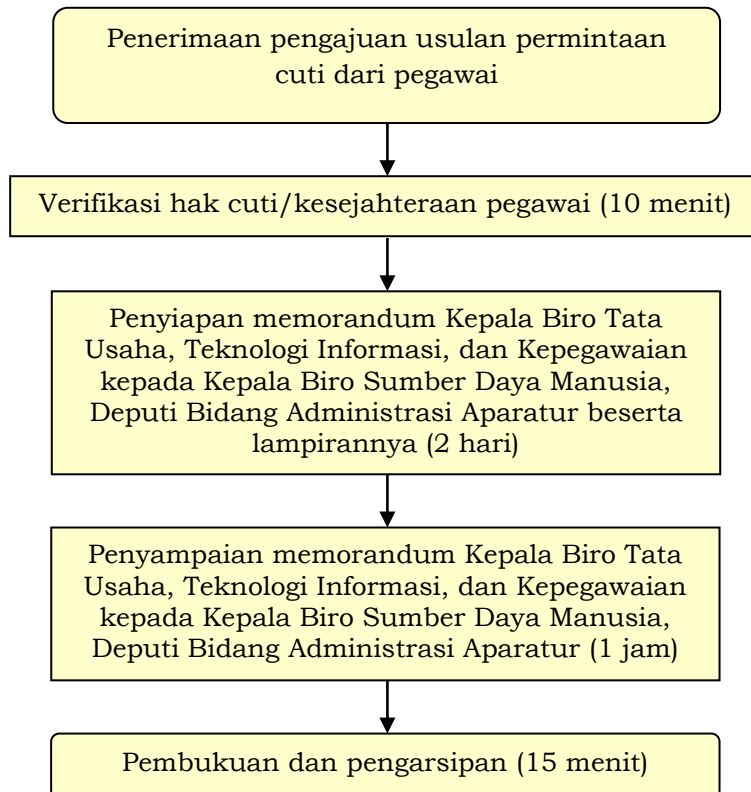 Penerimaan pengajuan usulan permintaan
cuti dari pegawai
Verifikasi hak cuti/kesejahteraan pegawai (10 menit)
Penyiapan memorandum Kepala Biro Tata
Usaha, Teknologi Informasi, dan Kepegawaian
kepada Kepala Biro Sumber Daya Manusia,
Deputi Bidang Administrasi Aparatur beserta
lampirannya (2 hari)
Penyampaian memorandum Kepala Biro Tata
Usaha, Teknologi Informasi, dan Kepegawaian
kepada Kepala Biro Sumber Daya Manusia,
Deputi Bidang Administrasi Aparatur (1 jam)
Pembukuan dan pengarsipan (15 menit)